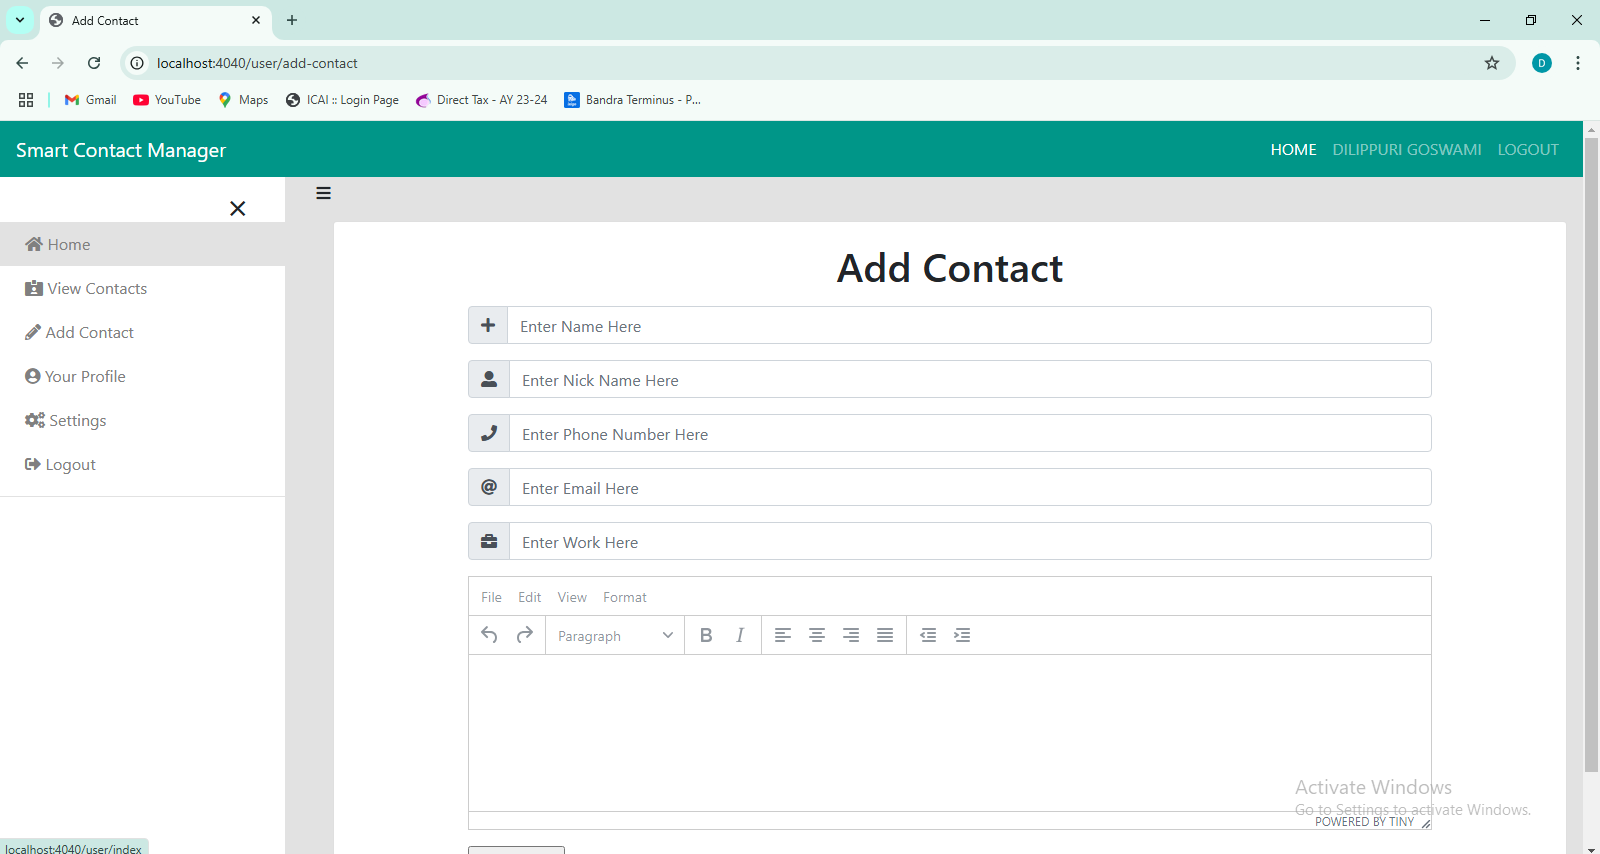 Add Contact
localhost:4040/user/add-contact
D
Gmail
YouTube
Maps
ICAI :: Login Page
Direct Tax - AY 23-24
Bandra Terminus - P...
Smart Contact Manager
HOME
DILIPPURI GOSWAMI
LOGOUT
Home
View Contacts
Add Contact
Your Profile
Settings
Logout
Add Contact
Enter Name Here
Enter Nick Name Here
Enter Phone Number Here
@
Enter Email Here
Enter Work Here
File Edit View Format
Paragraph
B I
Activate Windows
Go to Settings to activate Windows.
POWERED BY TINY
localhost:4040/user/index